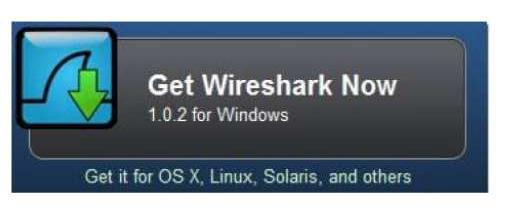 Get Wireshark Now
1.0.2 for Windows
Get it for OS X, Linux, Solaris, and others